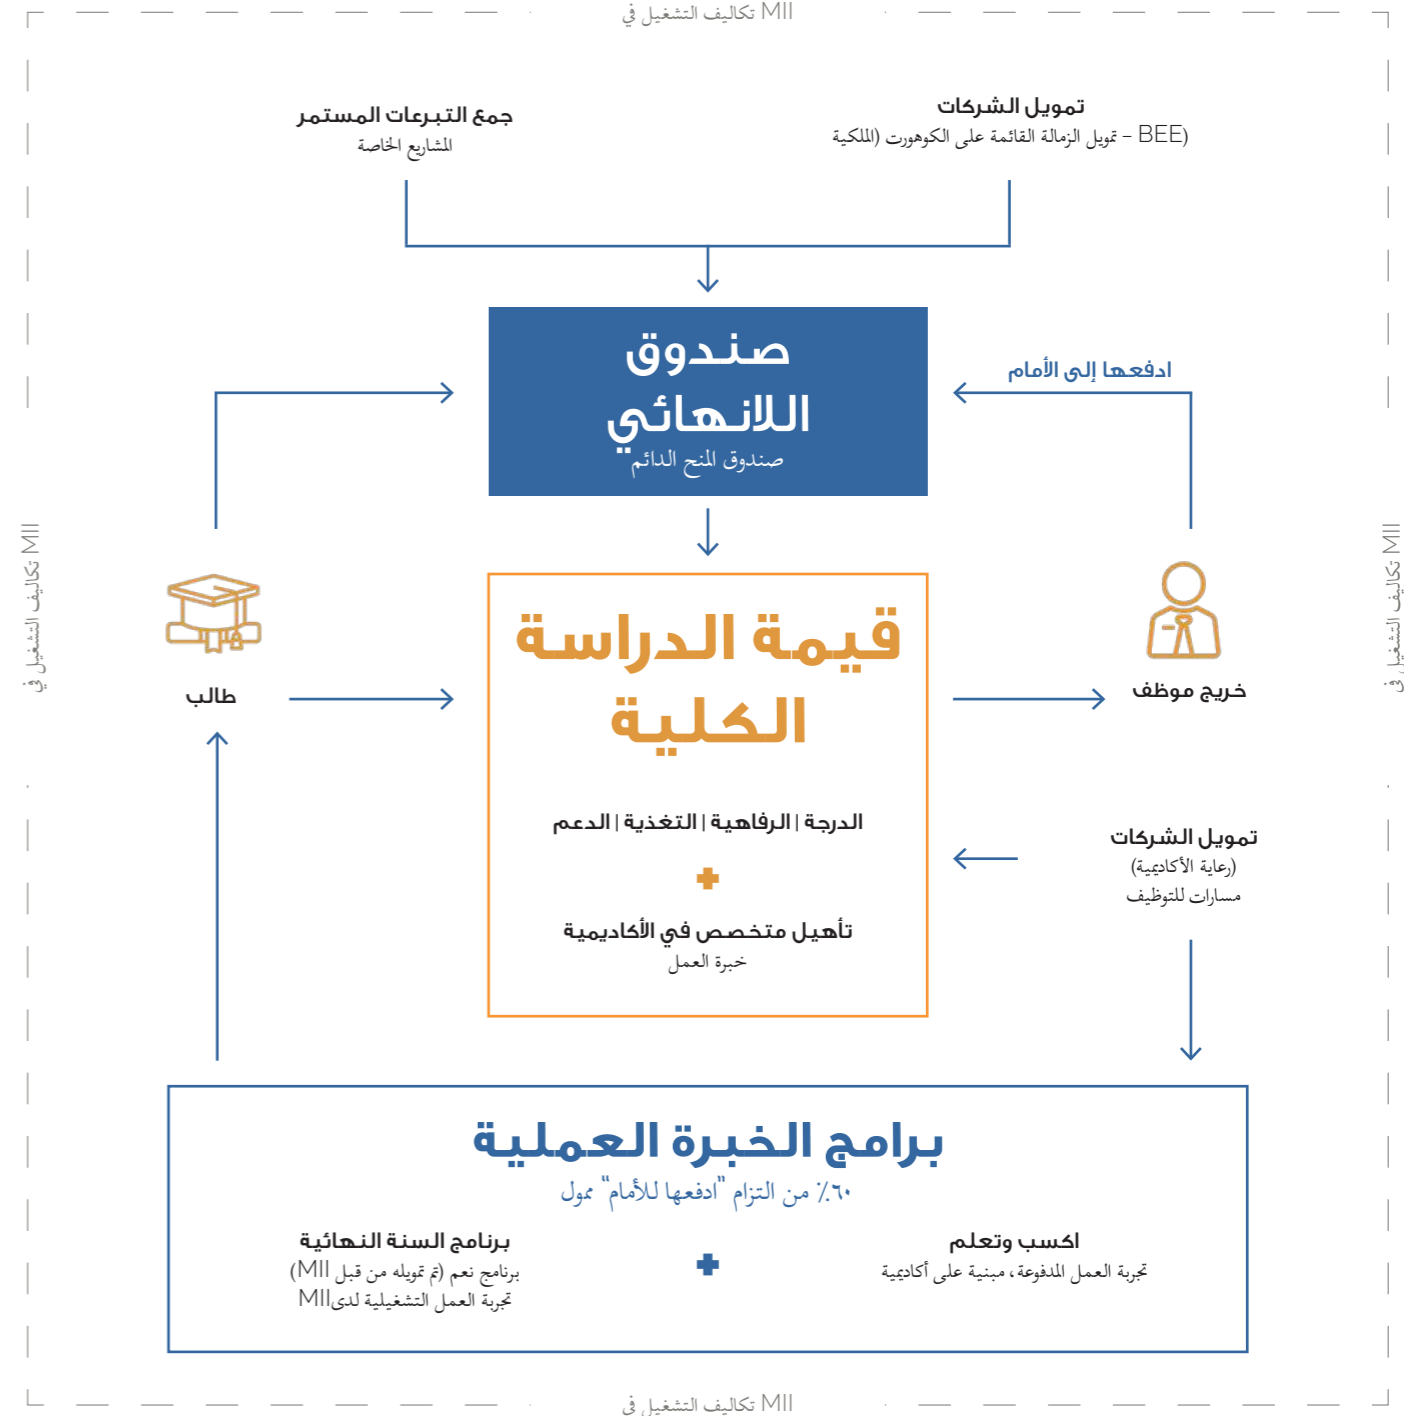 MII تكاليف التشغيل في
تمويل الشركات
(BEE – تمويل الزمالة القائمة على الكوهورت (الملكية
جمع التبرعات المستمر
المشاريع الخاصة
صندوق
اللانهائي
صندوق المنح الدائم
ادفعها إلى الأمام
MII تكاليف التشغيل في
MII تكاليف التشغيل في
قيمة الدراسة
الكلية
خريج موظف
طالب
الدرجة | الرفاهية | التغذية | الدعم
تأهيل متخصص في الأكاديمية
خبرة العمل
تمويل الشركات
(رعاية الأكاديمية)
مسارات للتوظيف
برامج الخبرة العملية
٦٠٪ من التزام "ادفعها للأمام" ممول
اكسب وتعلم
تجربة العمل المدفوعة، مبنية على أكاديمية
برنامج السنة النهائية
برنامج نعم (تم تمويله من قبل MII)
تجربة العمل التشغيلية لدى MII
MII تكاليف التشغيل في